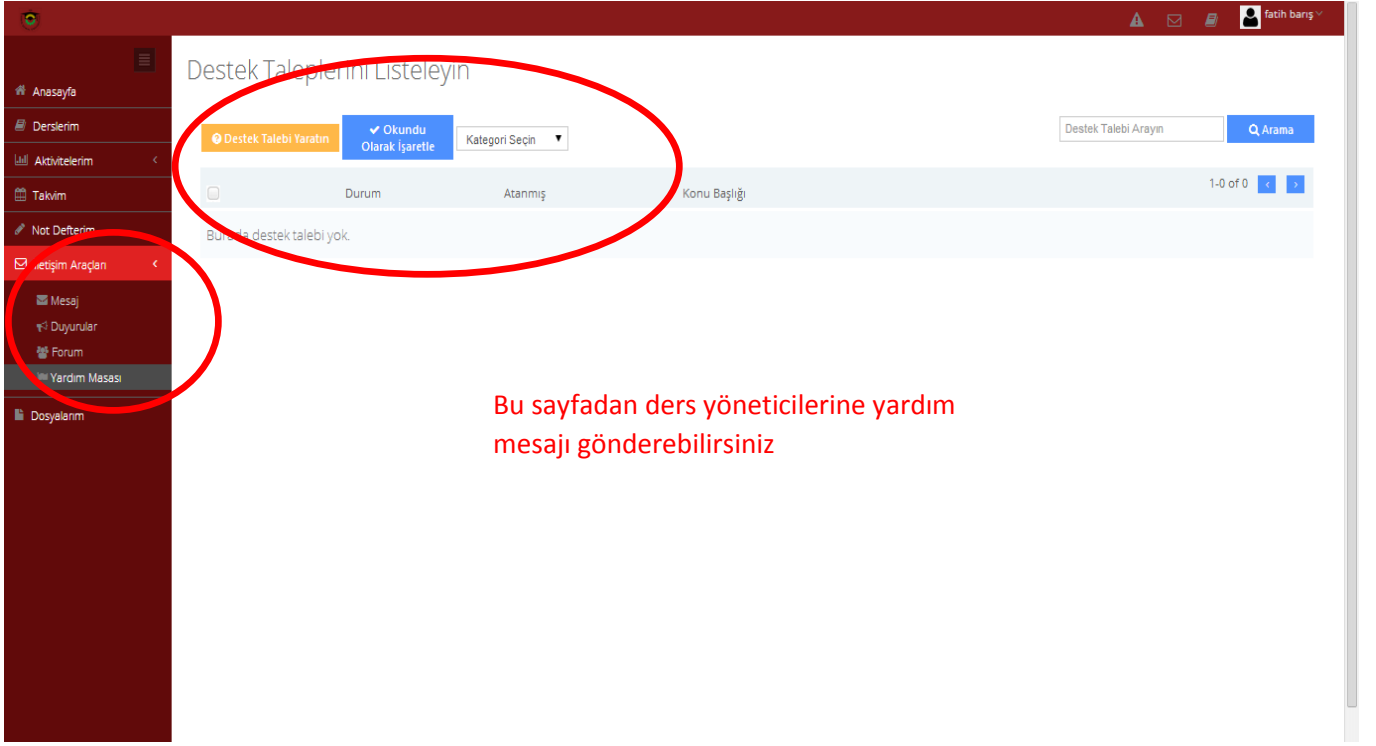 fatih barış
Anasayfa
Derslerim
Aktivitelerim
Takvim
Not Defterim
İletişim Araçları
Mesaj
Duyurular
Forum
Yardım Masası
Dosyalarım
Destek Taleplerini Listeleyin
Destek Talebi Yaratın
Okundu
Olarak İşaretle
Kategori Seçin
Destek Talebi Arayın
Arama
1-0 of 0
Durum Atanmış Konu Başlığı
Burada destek talebi yok.
Bu sayfadan ders yöneticilerine yardım
mesajı gönderebilirsiniz